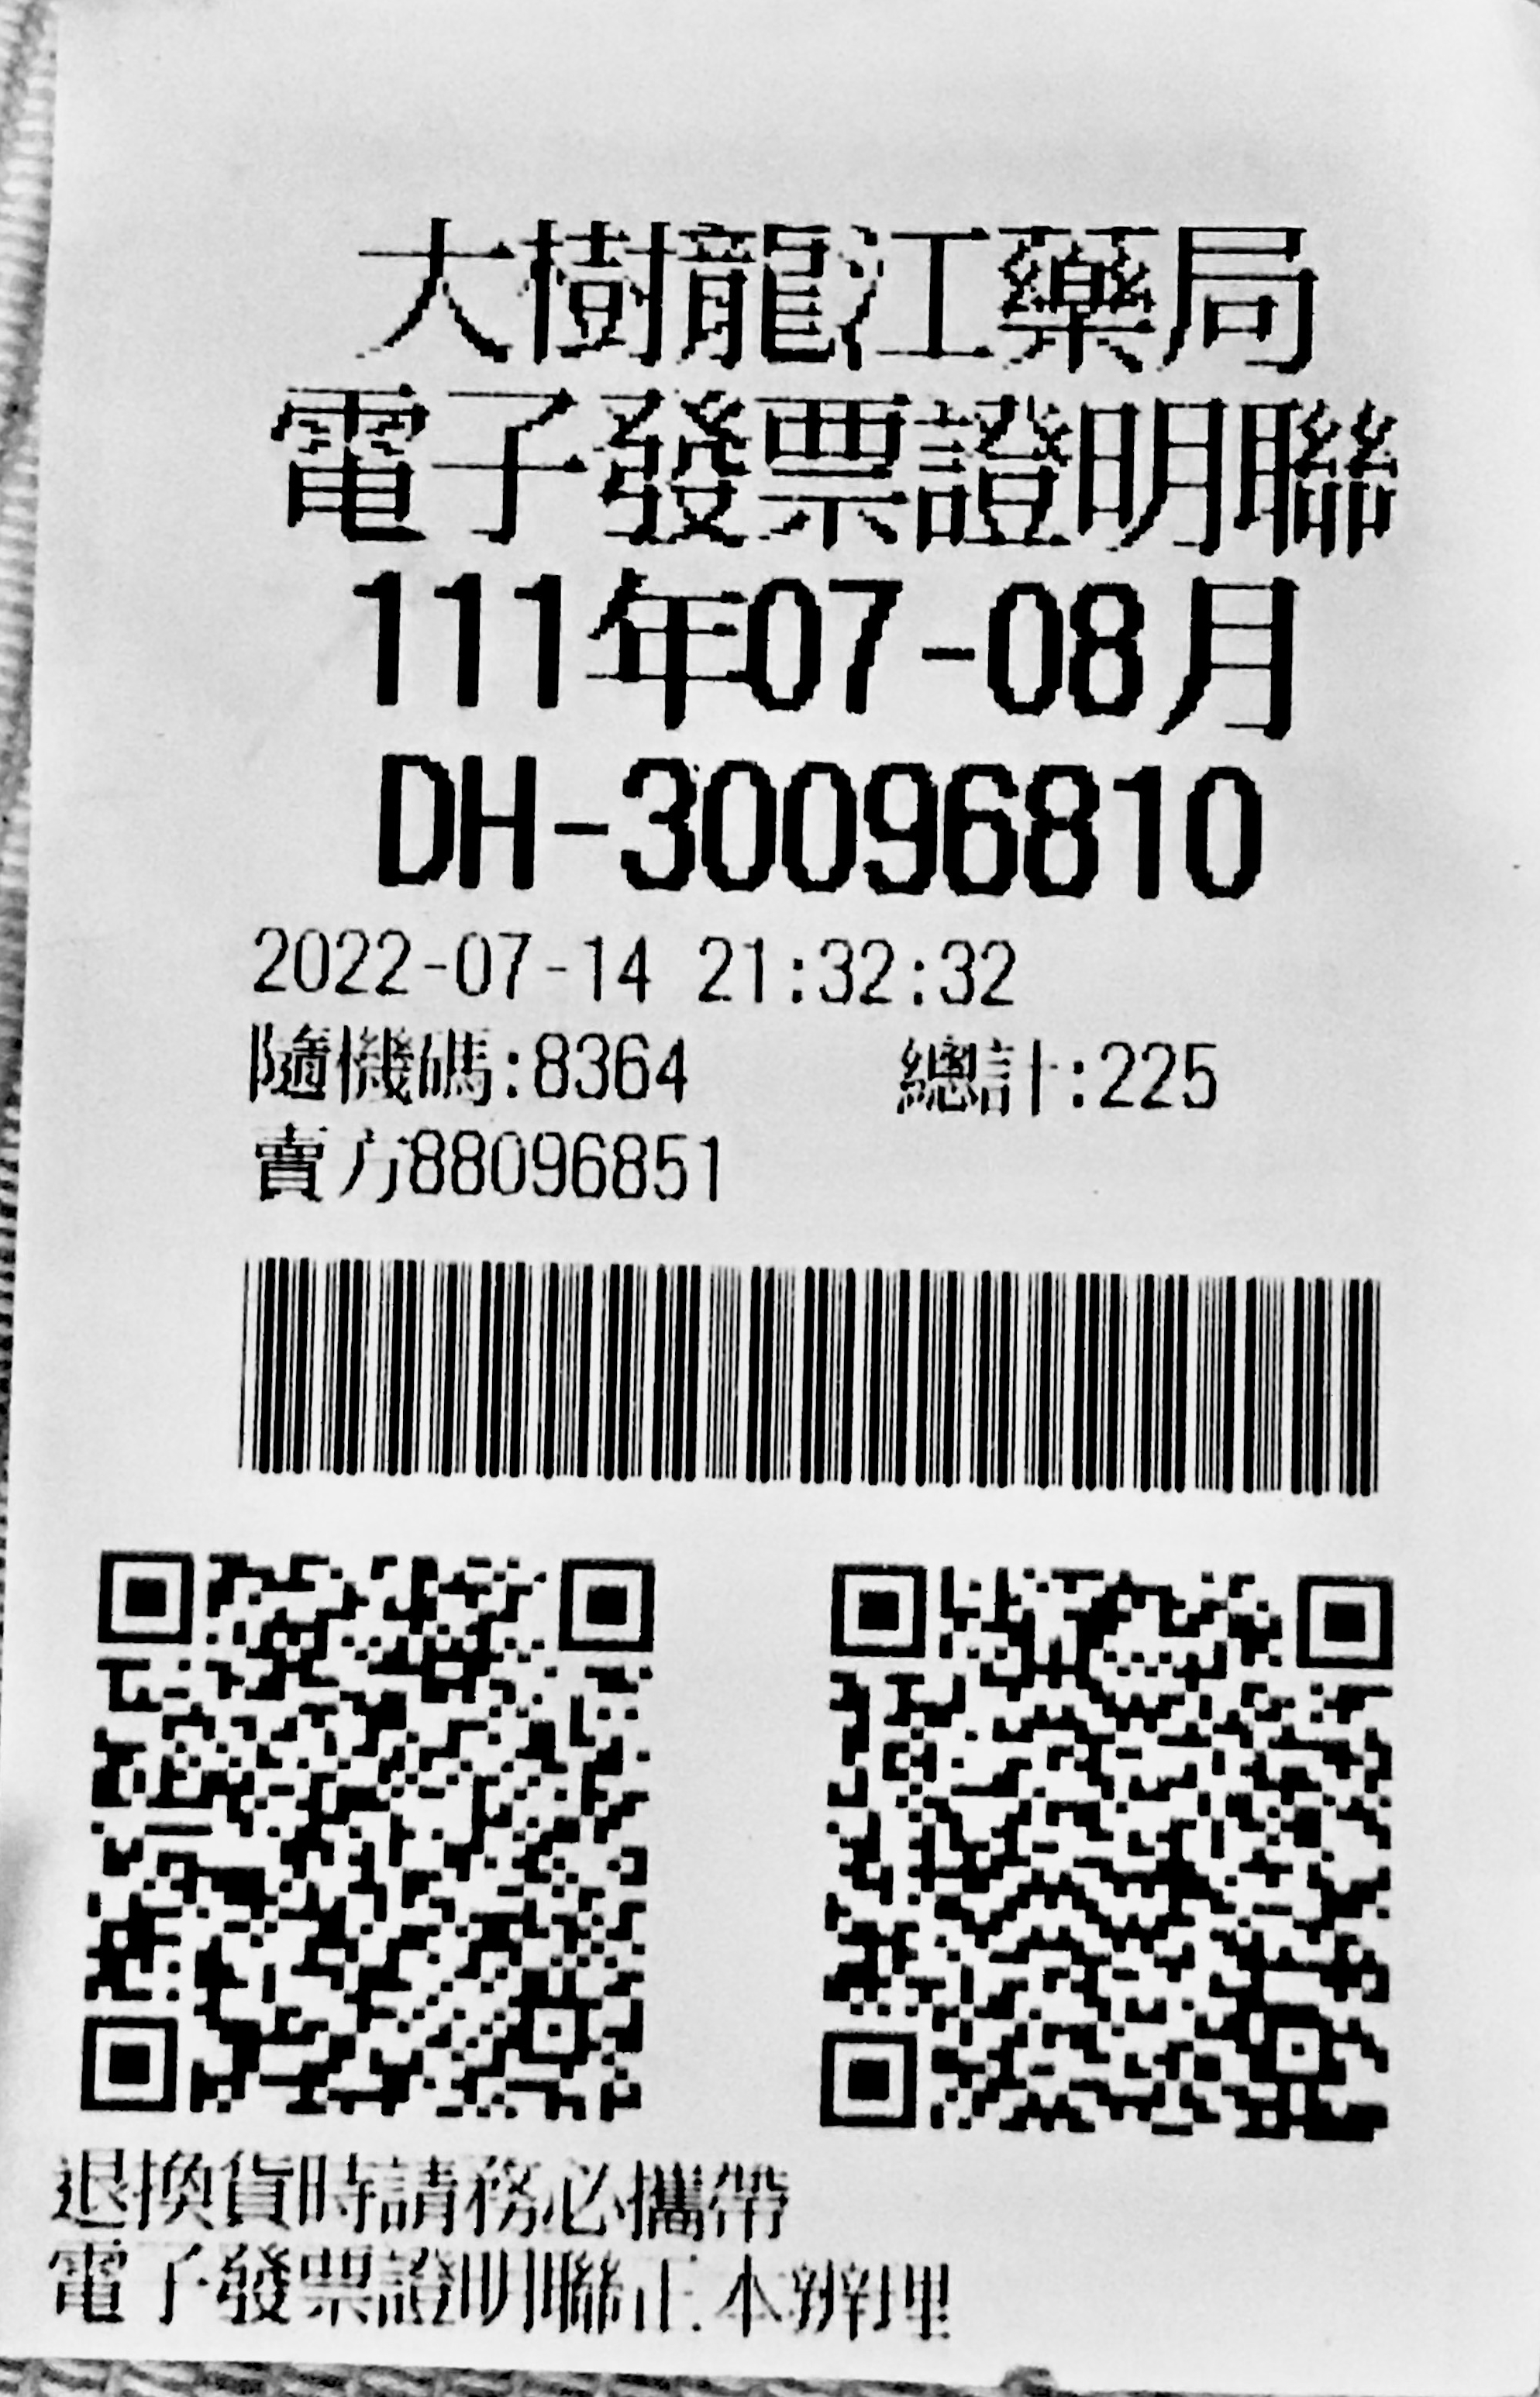 大樹龍江藥局
電子發票證明聯
111年07-08月
DH-30096810
2022-07-14 21:32:32
隨機碼:8364 總計:225
賣方88096851
退換貨時請務必攜帶
電子發票證明聯正本辦理